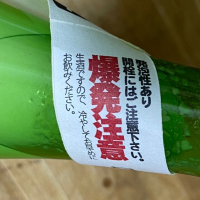 発泡性あり
開栓にはご注意下さい。
爆発注意
生酒ですので、冷やしてお早めに
お飲みください。